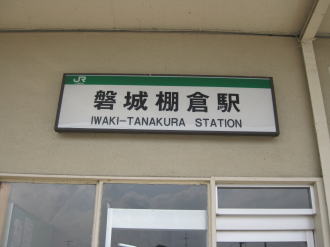 JR
磐城棚倉駅
IWAKI-TANAKURA STATION